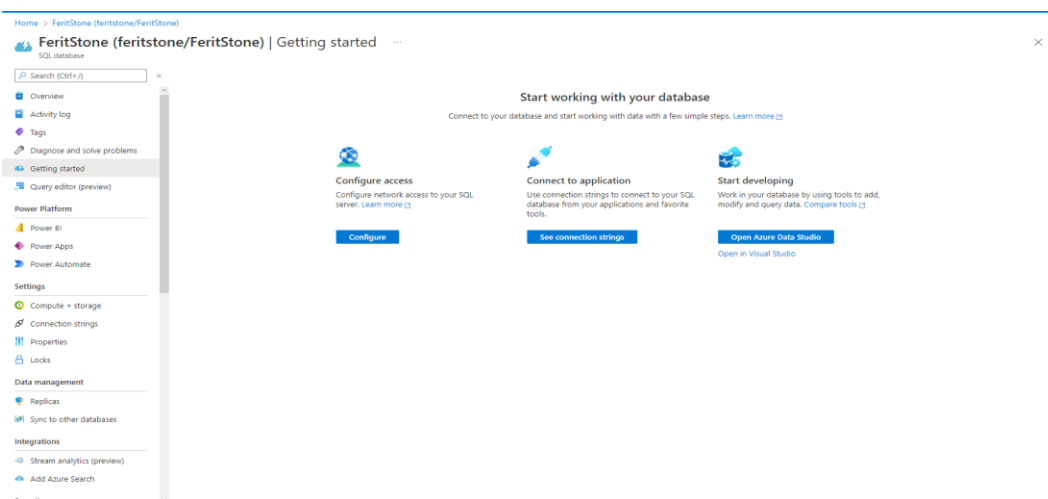 Home > FeritStone (feritstone/FeritStone)
FeritStone (feritstone/FeritStone) | Getting started ...
SQL database
Search (Ctrl+/)
Overview
Activity log
Tags
Diagnose and solve problems
Getting started
Query editor (preview)
Power Platform
Power BI
Power Apps
Power Automate
Settings
Compute + storage
Connection strings
Properties
Locks
Data management
Replicas
Sync to other databases
Integrations
Stream analytics (preview)
Add Azure Search
Start working with your database
Connect to your database and start working with data with a few simple steps. Learn more
Configure access
Configure network access to your SQL
server. Learn more
Configure
Connect to application
Use connection strings to connect to your SQL
database from your applications and favorite
tools.
See connection strings
Start developing
Work in your database by using tools to add,
modify and query data. Compare tools
Open Azure Data Studio
Open in Visual Studio